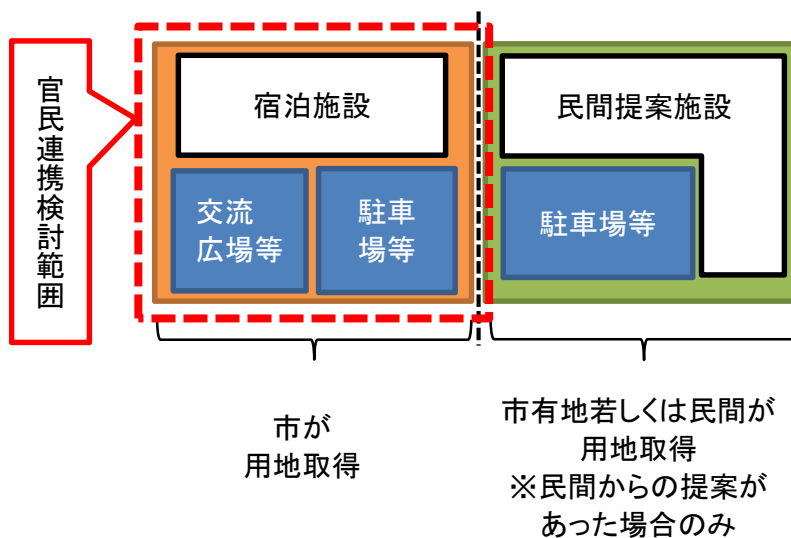 官民連携検討範囲
宿泊施設
交流
広場等
駐車
場等
民間提案施設
駐車場等
市が
用地取得
市有地若しくは民間が
用地取得
※民間からの提案が
あった場合のみ